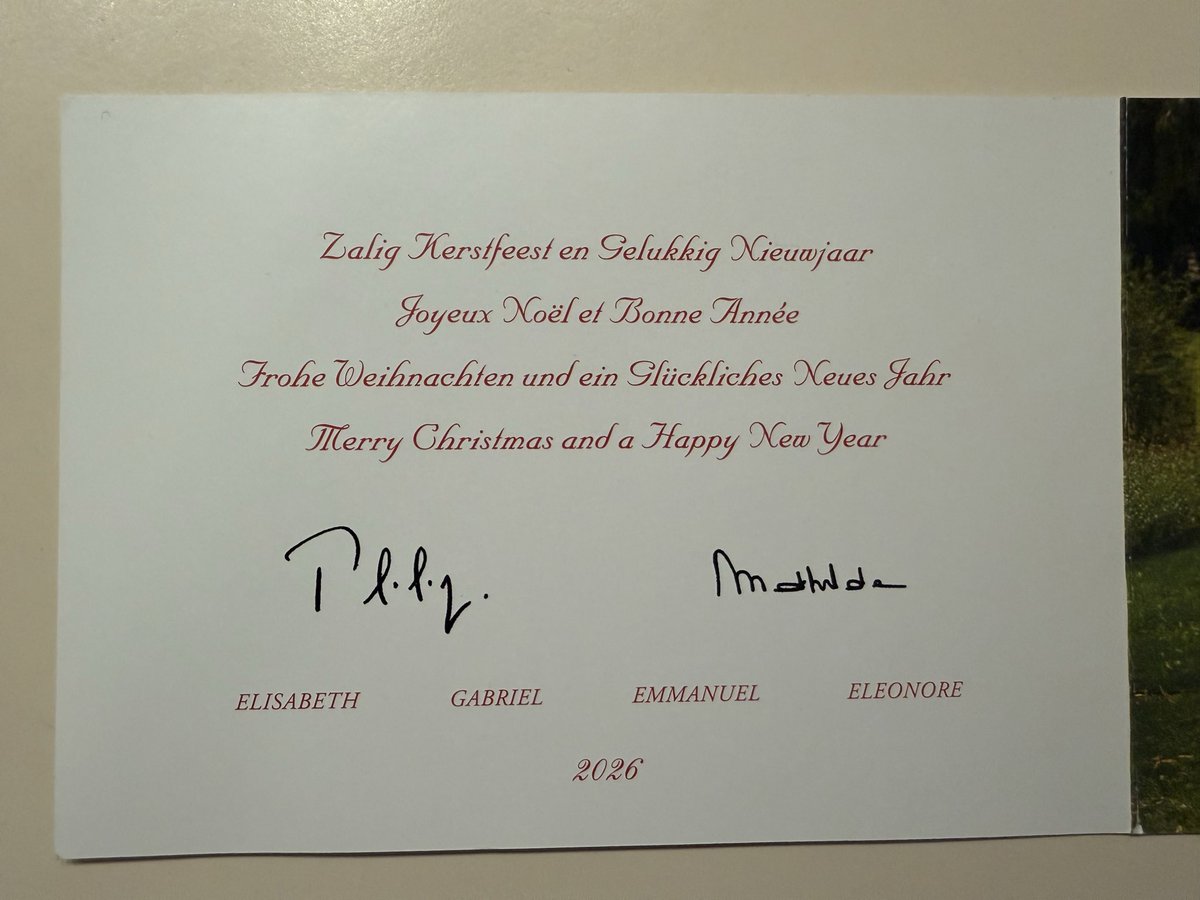 Zalig Kerstfeest en Gelukkig Nieuwjaar
Joyeux Noël et Bonne Année
Frohe Weihnachten und ein Glückliches Neues Jahr
Merry Christmas and a Happy New Year
Philip. Mathilde
ELISABETH GABRIEL EMMANUEL ELEONORE
2026